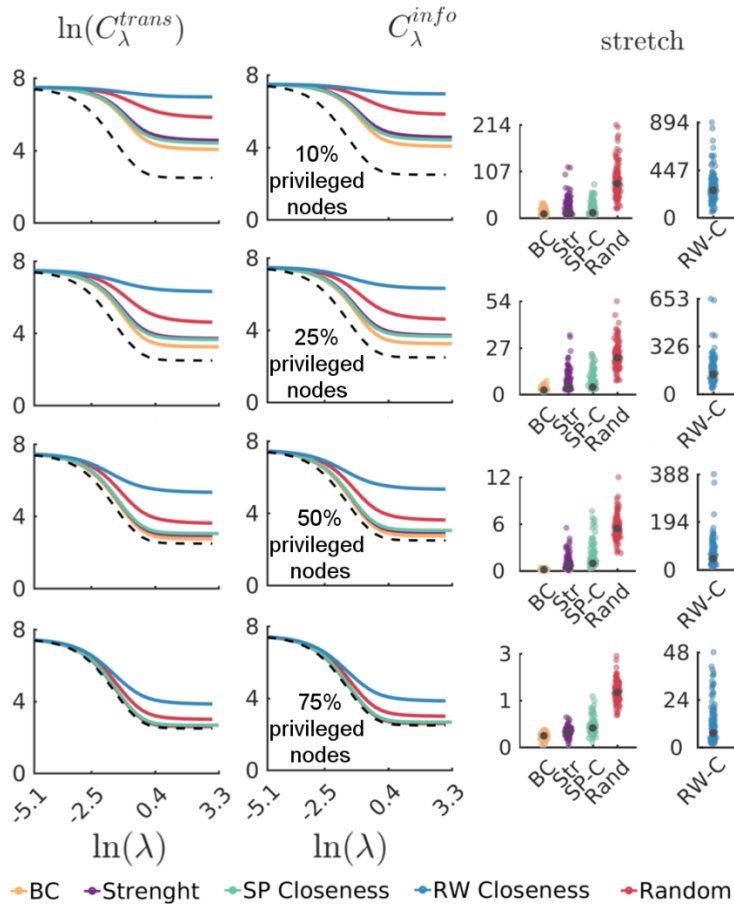 ln(C_λ^trans) C_λ^info stretch
8 8
4 4
0 0
10%
privileged
nodes
214 894
107 447
0 0
BC Str SP-C Rand RW-C
8 8
4 4
0 0
25%
privileged
nodes
54 653
27 326
0 0
BC Str SP-C Rand RW-C
8 8
4 4
0 0
50%
privileged
nodes
12 388
6 194
0 0
BC Str SP-C Rand RW-C
8 8
4 4
0 0
75%
privileged
nodes
3 48
1 24
0 0
BC Str SP-C Rand RW-C
-5.1 -2.5 0.4 3.3 -5.1 -2.5 0.4 3.3
ln(λ) ln(λ)
BC Strenght SP Closeness RW Closeness Random